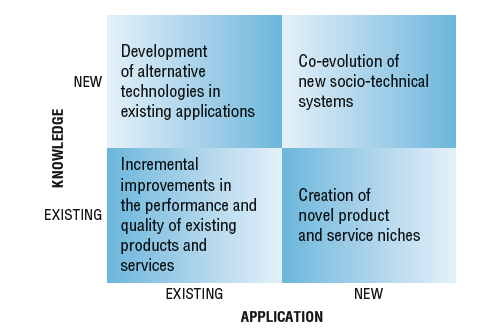 Development
of alternative
technologies in
existing applications
Co-evolution of
new socio-technical
systems
NEW
KNOWLEDGE
Incremental
improvements in
the performance and
quality of existing
products and
services
Creation of
novel product
and service niches
EXISTING
EXISTING
NEW
APPLICATION